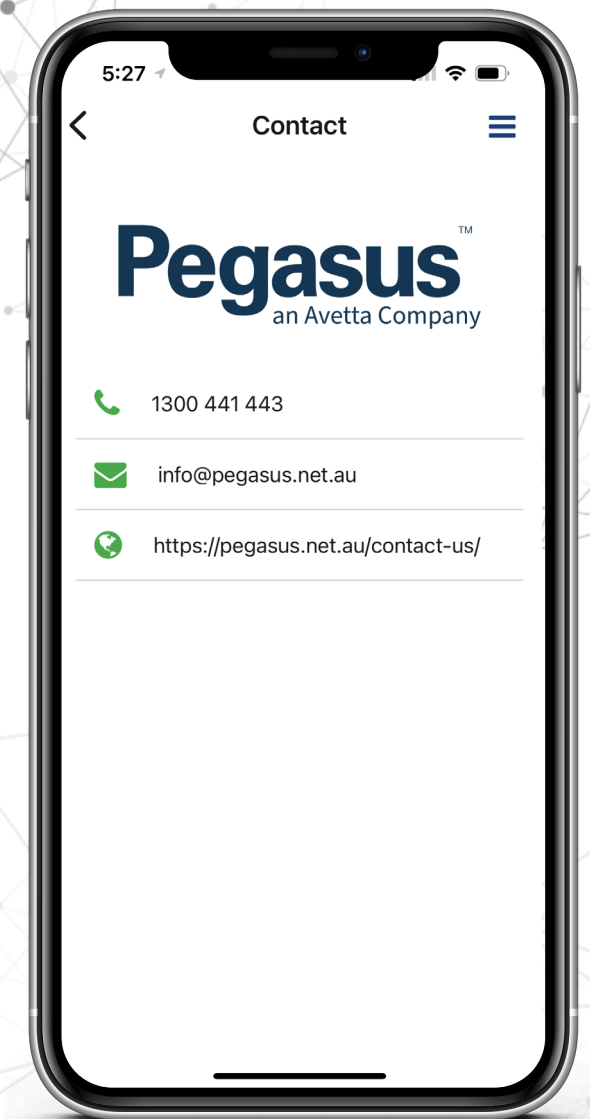 5:27
Contact
Pegasus™
an Avetta Company
1300 441 443
info@pegasus.net.au
https://pegasus.net.au/contact-us/